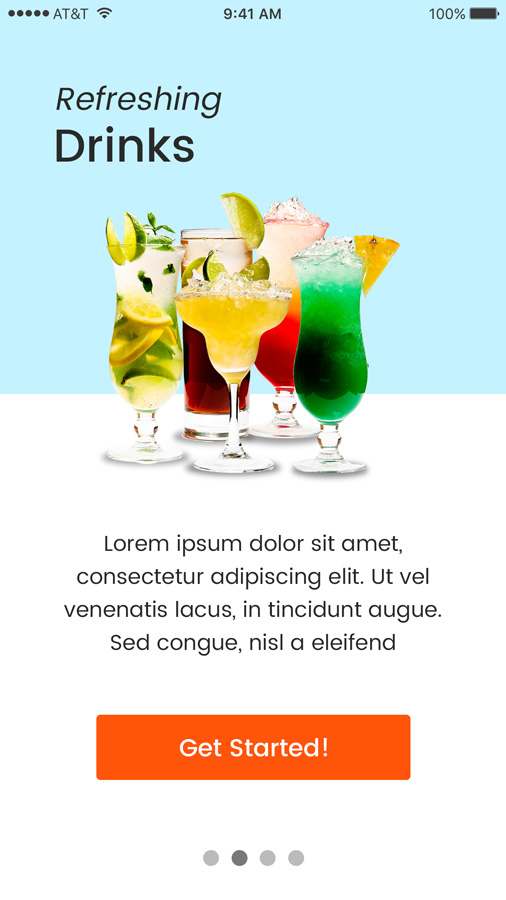 AT&T 9:41 AM 100%
Refreshing
Drinks
Lorem ipsum dolor sit amet,
consectetur adipiscing elit. Ut vel
venenatis lacus, in tincidunt augue.
Sed congue, nisl a eleifend
Get Started!